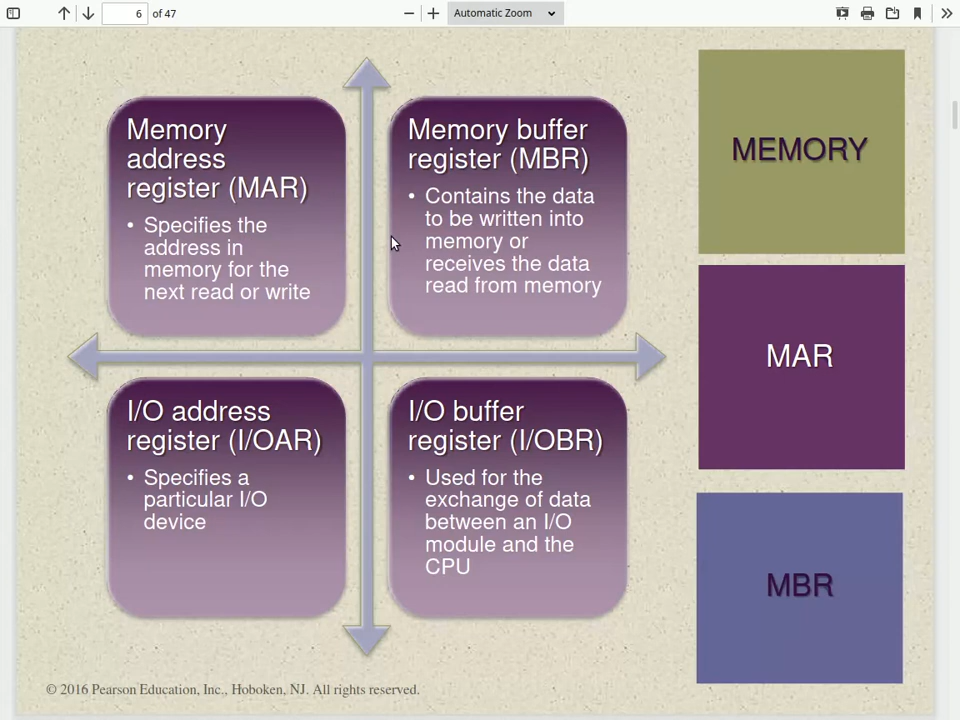 6 of 47
Automatic Zoom
Memory
address
register (MAR)
• Specifies the
address in
memory for the
next read or write
Memory buffer
register (MBR)
• Contains the data
to be written into
memory or
receives the data
read from memory
I/O address
register (I/OAR)
• Specifies a
particular I/O
device
I/O buffer
register (I/OBR)
• Used for the
exchange of data
between an I/O
module and the
CPU
MEMORY
MAR
MBR
© 2016 Pearson Education, Inc., Hoboken, NJ. All rights reserved.